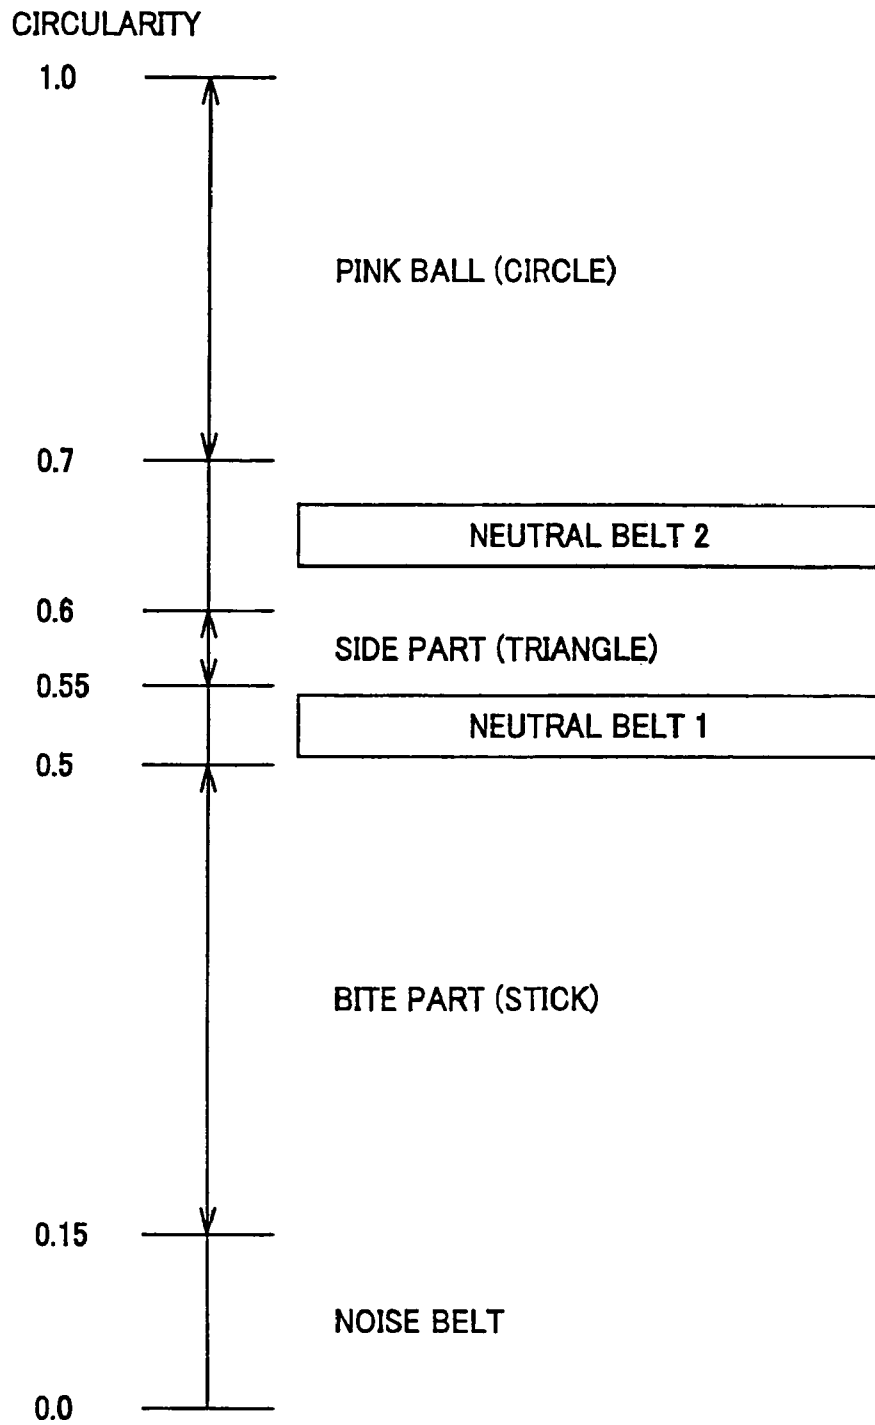 CIRCULARITY
1.0
PINK BALL (CIRCLE)
0.7
NEUTRAL BELT 2
0.6
SIDE PART (TRIANGLE)
0.55
NEUTRAL BELT 1
0.5
BITE PART (STICK)
0.15
NOISE BELT
0.0